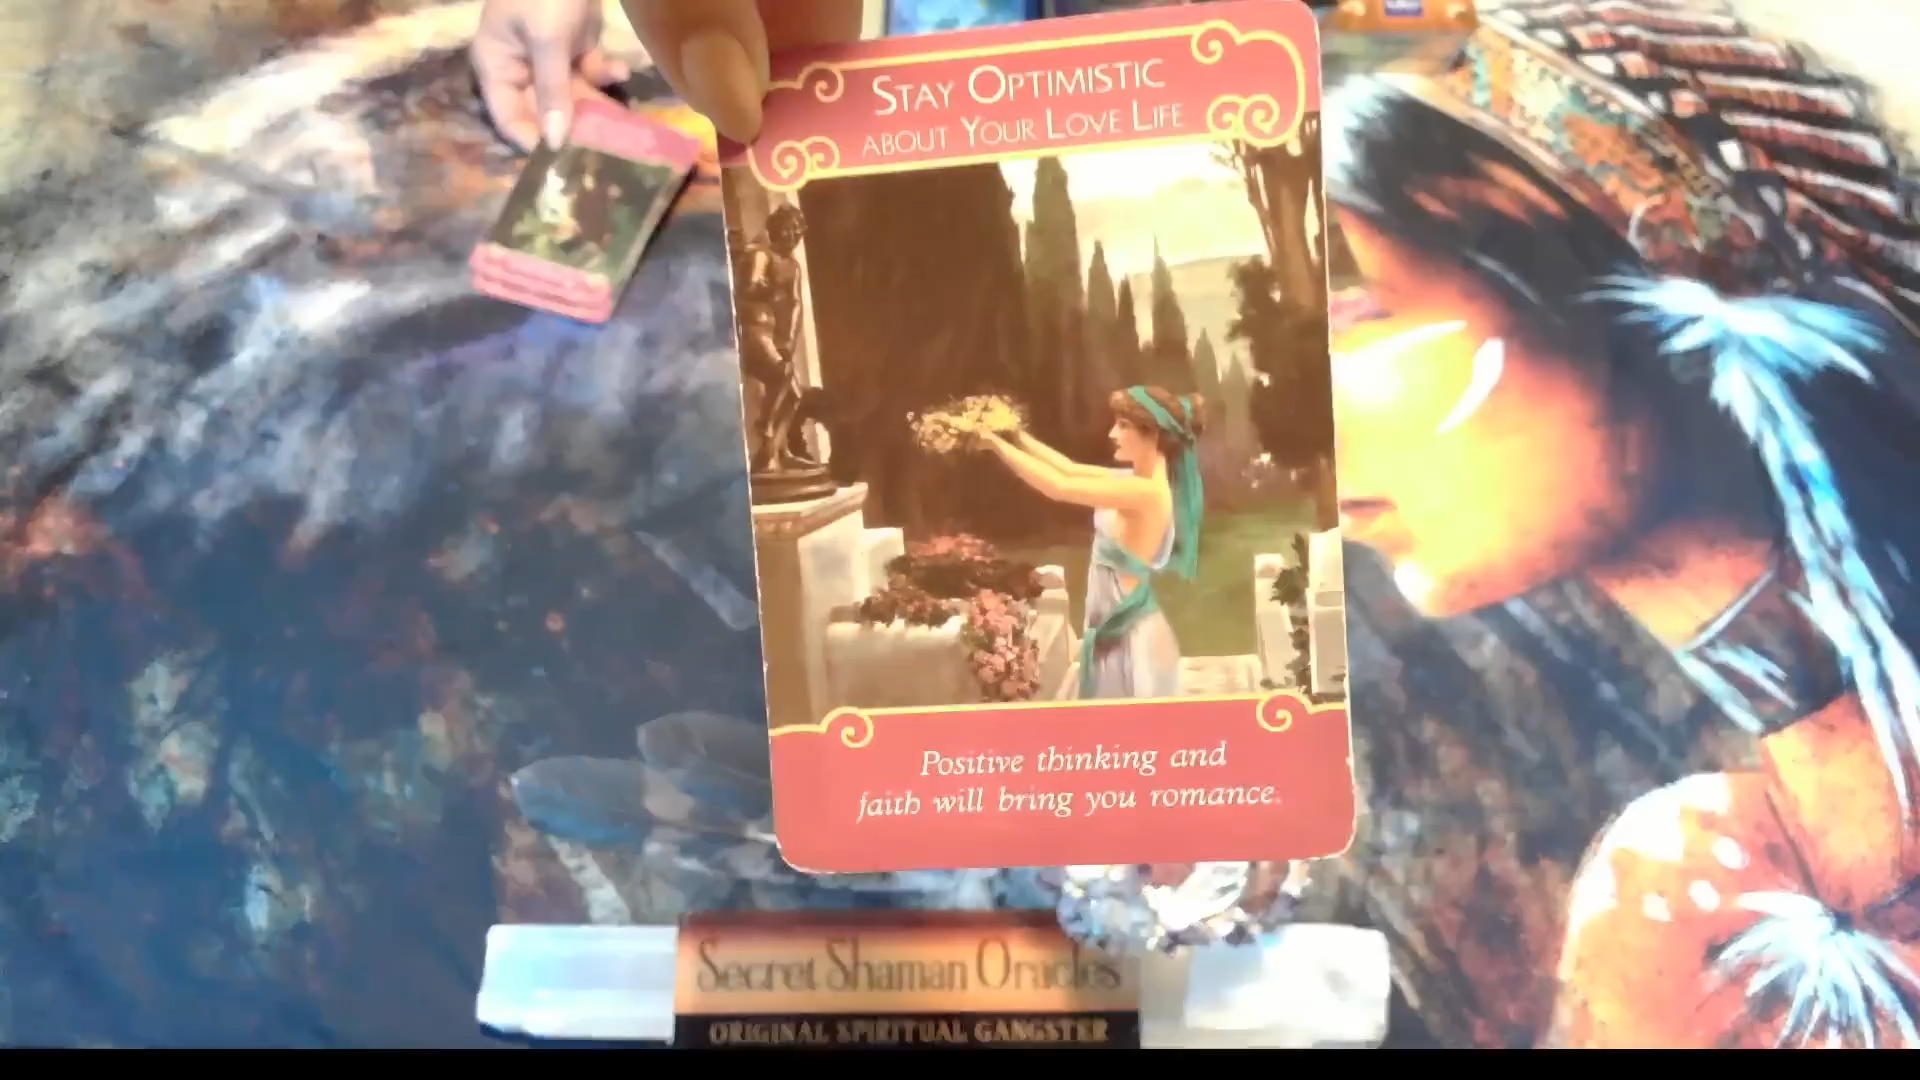 Stay Optimistic
about Your Love Life
Positive thinking and
faith will bring you romance.
Secret Shaman Oracles
ORIGINAL SPIRITUAL GANGSTER